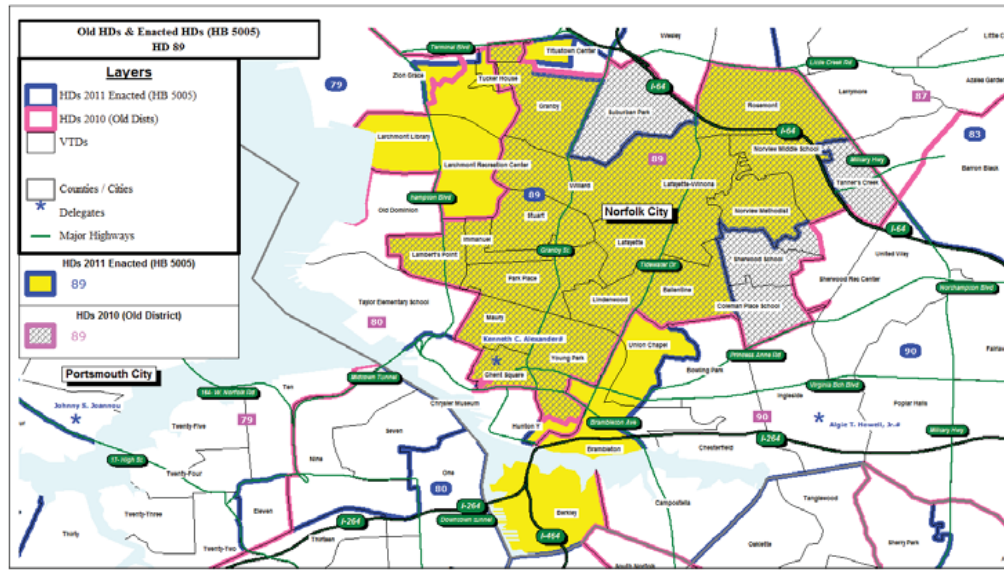 Old HDs & Enacted HDs (HB 5005)
HD 89
Layers
HDs 2011 Enacted (HB 5005)
HDs 2010 (Old Dists)
VTDs
Counties / Cities
Delegates
Major Highways
HDs 2011 Enacted (HB 5005)
89
HDs 2010 (Old District)
89
Terminal Blvd
Titustown Center
Wesley
Zion Grace
Tucker House
Little Creek Rd
79
Granby
I-64
Larrymore
Suburban Park
I-64
Rosemont
87
Larchmont Library
I-64
83
Norview Middle School
Larchmont Recreation Center
89
Military Hwy
Barron Black
Tanner's Creek
Willard
Lafayette-Winona
Hampton Blvd
Old Dominion
89
Stuart
Norfolk City
Norview Methodist
I-64
Immanuel
Lafayette
United Way
Lambert's Point
Granby St
Sherwood School
Tidewater Dr
Sherwood Rec Center
Park Place
Ballentine
Northampton Blvd
Taylor Elementary School
Lindenwood
Coleman Place School
80
Maury
Kenneth C. Alexander#
Union Chapel
Young Park
Princess Anne Rd
90
Ghent Square
Bowling Park
Portsmouth City
Midtown Tunnel
Ingleside
Virginia Bch Blvd
Ten
Poplar Halls
Johnny S. Joannou
Chrysler Museum
79
Twenty-Five
Hunton Y
Brambleton Ave
90
Algie T. Howell, Jr.#
Seven
I-264
Military Hwy
Brambleton
Chesterfield
Nine
One
Twenty-Four
80
Campostella
Tanglewood
Twenty-Three
Eleven
I-264
Berkley
Downtown tunnel
I-264
Thirty
Twenty-Two
Thirteen
I-464
Oaklette
Sherry Park
South Norfolk